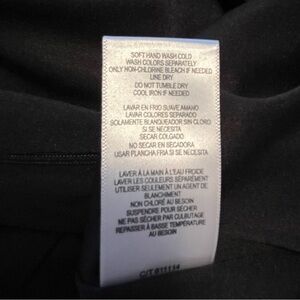 SOFT HAND WASH COLD
WASH COLORS SEPARATELY
ONLY NON-CHLORINE BLEACH IF NEEDED
LINE DRY
DO NOT TUMBLE DRY
COOL IRON IF NEEDED
LAVAR EN FRIO SUAVE A MANO
LAVAR COLORES SEPARADO
SOLAMENTE BLANQUEADOR SIN CLORO
SI SE NECESITA
SECAR COLGADO
NO SECAR EN SECADORA
USAR PLANCHA FRIA SI SE NECESITA
LAVER À LA MAIN À L'EAU FROIDE
LAVER LES COULEURS SÉPARÉMENT
UTILISER SEULEMENT UN AGENT DE
BLANCHIMENT
NON CHLORÉ AU BESOIN
SUSPENDRE POUR SÉCHER
NE PAS SÉCHER PAR CULBUTAGE
REPASSER À BASSE TEMPÉRATURE
AU BESOIN